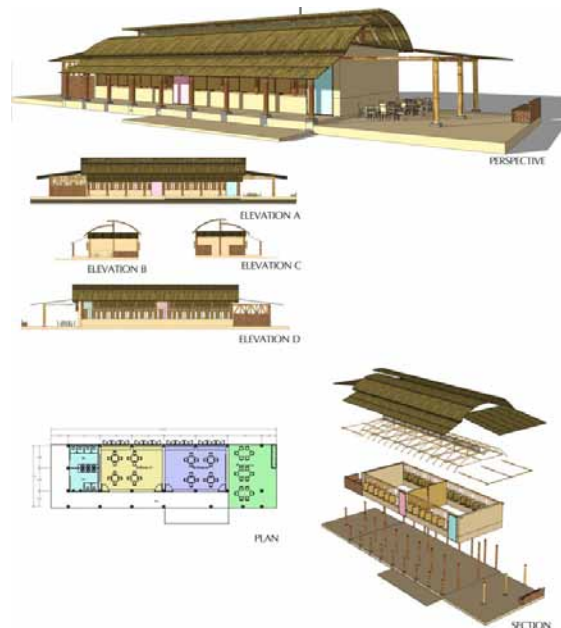 PERSPECTIVE
ELEVATION A
ELEVATION B
ELEVATION C
ELEVATION D
PLAN
SECTION